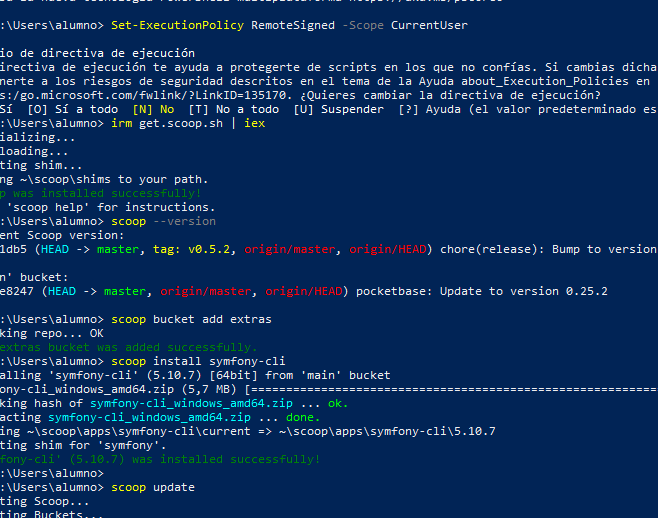 :\Users\alumno> Set-ExecutionPolicy RemoteSigned -Scope CurrentUser
io de directiva de ejecución
irectiva de ejecución te ayuda a protegerte de scripts en los que no confías. Si cambias dicha
nerte a los riesgos de seguridad descritos en el tema de la Ayuda about_Execution_Policies en
s:/go.microsoft.com/fwlink/?LinkID=135170. ¿Quieres cambiar la directiva de ejecución?
Sí  [O] Sí a todo  [N] No  [T] No a todo  [U] Suspender  [?] Ayuda (el valor predeterminado es
:\Users\alumno> irm get.scoop.sh | iex
ializing...
loading...
ting shim...
ng ~\scoop\shims to your path.
p was installed successfully!
 'scoop help' for instructions.
:\Users\alumno> scoop --version
ent Scoop version:
1db5 (HEAD -> master, tag: v0.5.2, origin/master, origin/HEAD) chore(release): Bump to version
n' bucket:
e8247 (HEAD -> master, origin/master, origin/HEAD) pocketbase: Update to version 0.25.2
:\Users\alumno> scoop bucket add extras
king repo... OK
extras bucket was added successfully.
:\Users\alumno> scoop install symfony-cli
alling 'symfony-cli' (5.10.7) [64bit] from 'main' bucket
ony-cli_windows_amd64.zip (5,7 MB) [===========================================================
king hash of symfony-cli_windows_amd64.zip ... ok.
acting symfony-cli_windows_amd64.zip ... done.
ing ~\scoop\apps\symfony-cli\current => ~\scoop\apps\symfony-cli\5.10.7
ting shim for 'symfony'.
fony-cli' (5.10.7) was installed successfully!
:\Users\alumno>
:\Users\alumno> scoop update
ting Scoop...
ting Buckets...